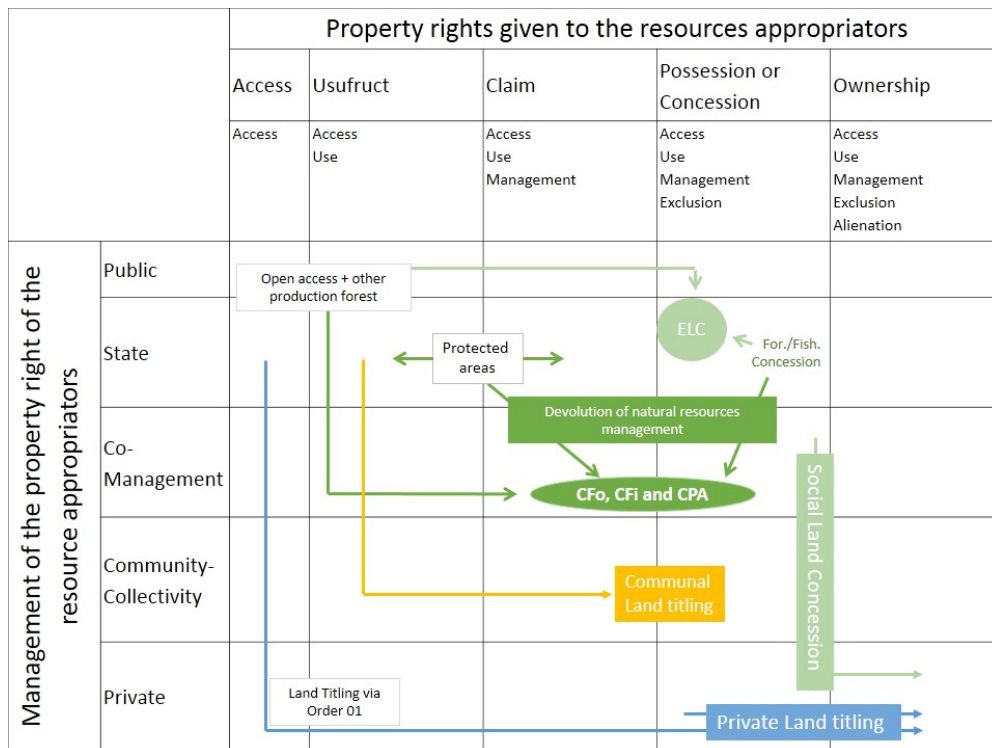 Property rights given to the resources appropriators
Access
Usufruct
Claim
Possession or
Concession
Ownership
Access
Access
Use
Access
Use
Management
Access
Use
Management
Exclusion
Access
Use
Management
Exclusion
Alienation
Management of the property right of the
resource appropriators
Public
Open access + other
production forest
State
Protected
areas
ELC
For./Fish.
Concession
Devolution of natural resources
management
Co-
Management
CFo, CFi and CPA
Social Land Concession
Community-
Collectivity
Communal
Land titling
Private
Land Titling via
Order 01
Private Land titling